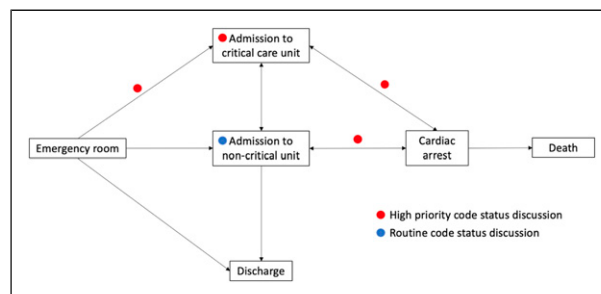 Admission to
critical care unit
Emergency room
Admission to
non-critical unit
Cardiac
arrest
Death
High priority code status discussion
Routine code status discussion
Discharge